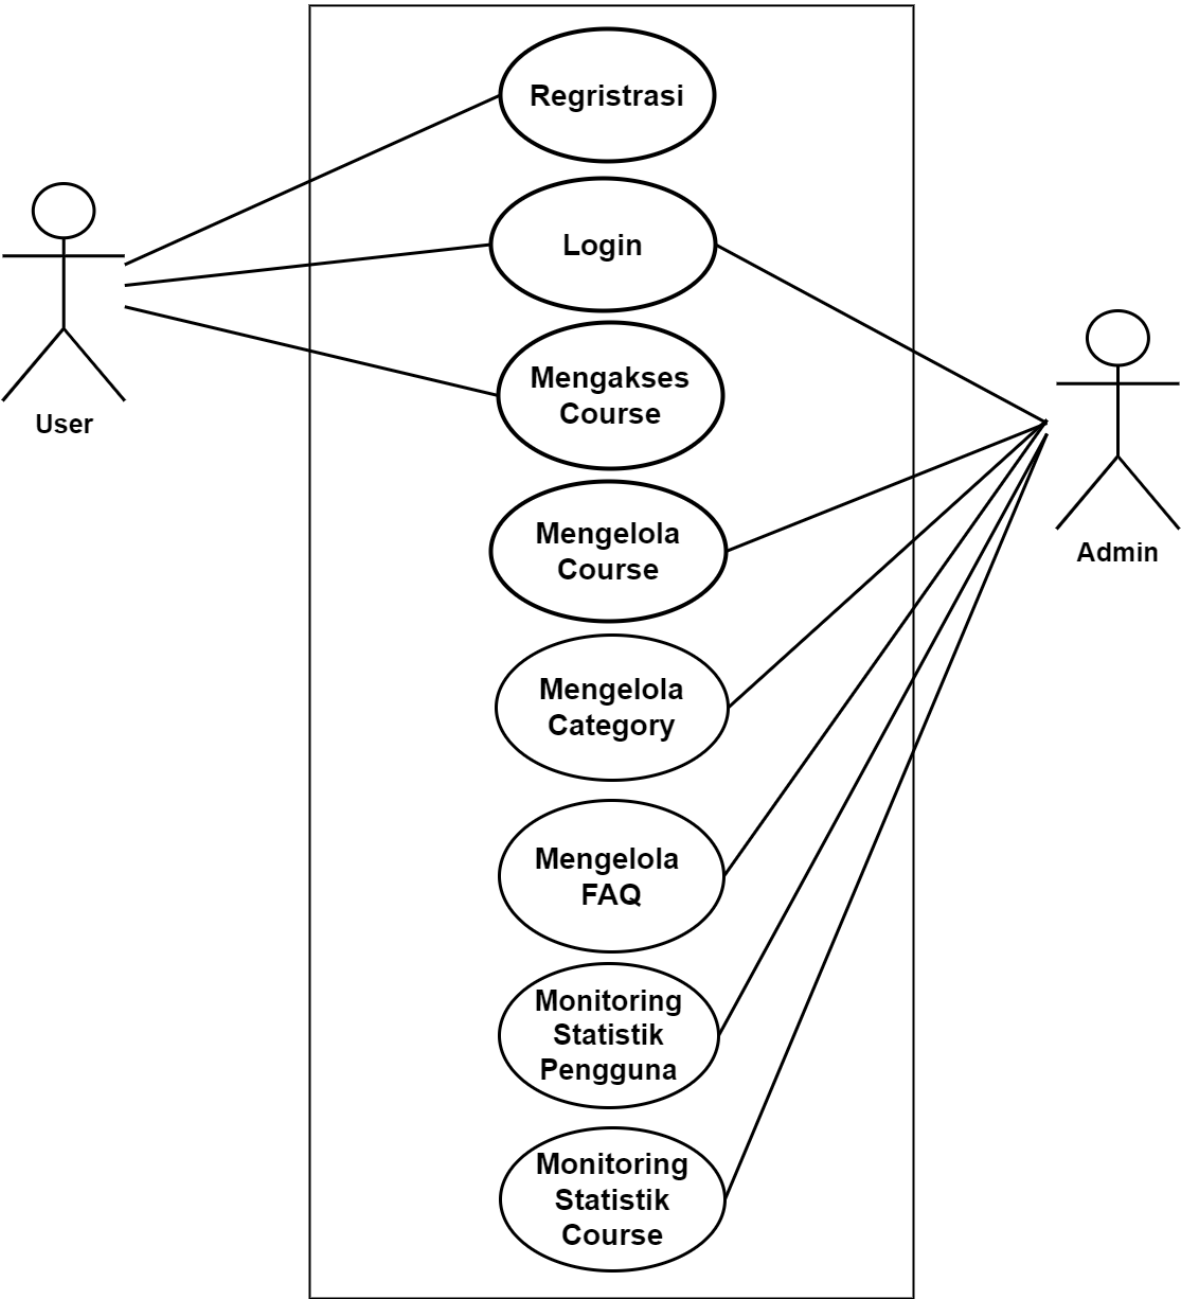 Regristrasi
Login
User
Mengakses
Course
Mengelola
Course
Admin
Mengelola
Category
Mengelola
FAQ
Monitoring
Statistik
Pengguna
Monitoring
Statistik
Course